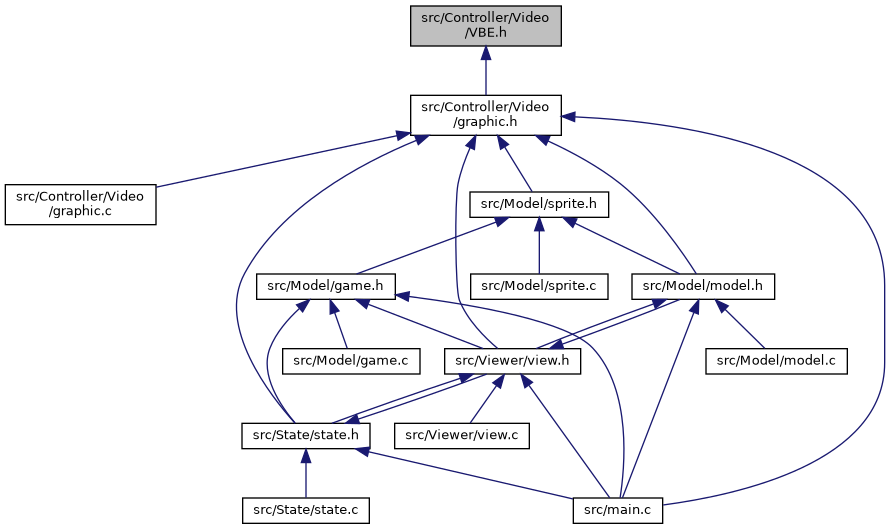 src/Controller/Video
/VBE.h
src/Controller/Video
/graphic.h
src/Controller/Video
/graphic.c
src/Model/sprite.h
src/Model/game.h
src/Model/sprite.c
src/Model/model.h
src/Model/game.c
src/Viewer/view.h
src/Model/model.c
src/State/state.h
src/Viewer/view.c
src/State/state.c
src/main.c